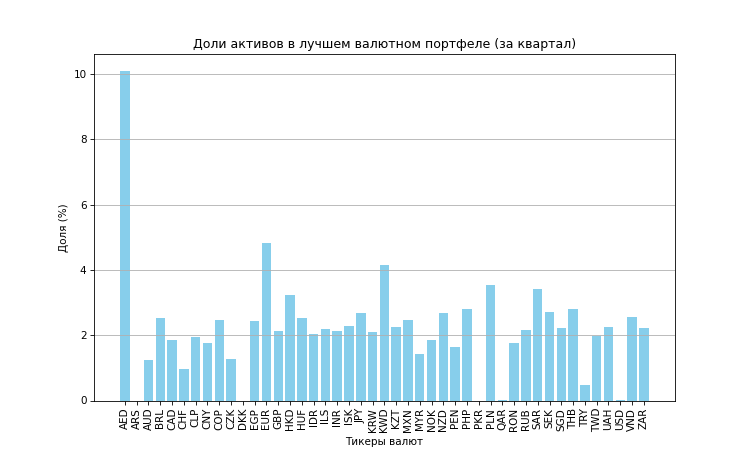 Доли активов в лучшем валютном портфеле (за квартал)
Доля (%)
10
8
6
4
2
0
AED ARS AUD BRL CAD CHF CLP CNY COP CZK DKK EGP EUR GBP HKD HUF IDR ILS INR ISK JPY KRW KWD KZT MXN MYR NOK NZD PEN PHP PKR PLN QAR RON RUB SAR SEK SGD THB TRY TWD UAH USD VND ZAR
Тикеры валют